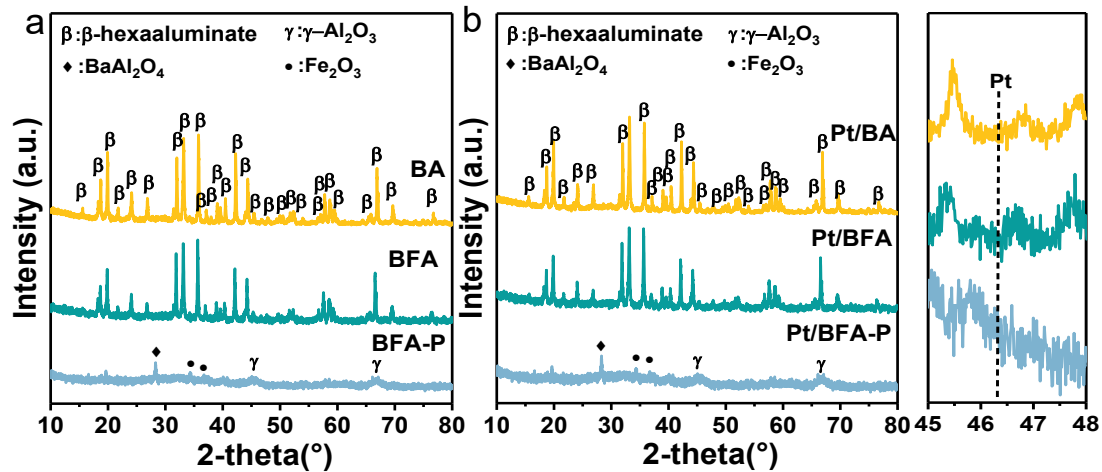 a
β:β-hexaaluminate γ:γ–Al₂O₃
♦:BaAl₂O₄ •:Fe₂O₃
β β β β β β β β β β β β β β β β β β β β β β β β β β β
BA
BFA
BFA-P
♦ • • γ γ
Intensity (a.u.)
10 20 30 40 50 60 70 80
2-theta(°)
b
β:β-hexaaluminate γ:γ–Al₂O₃
♦:BaAl₂O₄ •:Fe₂O₃
β β β β β β β β β β β β β β β β β β β β β β β β β β β
Pt/BA
Pt/BFA
Pt/BFA-P
♦ • • γ γ
Intensity (a.u.)
10 20 30 40 50 60 70 80
2-theta(°)
Pt
45 46 47 48